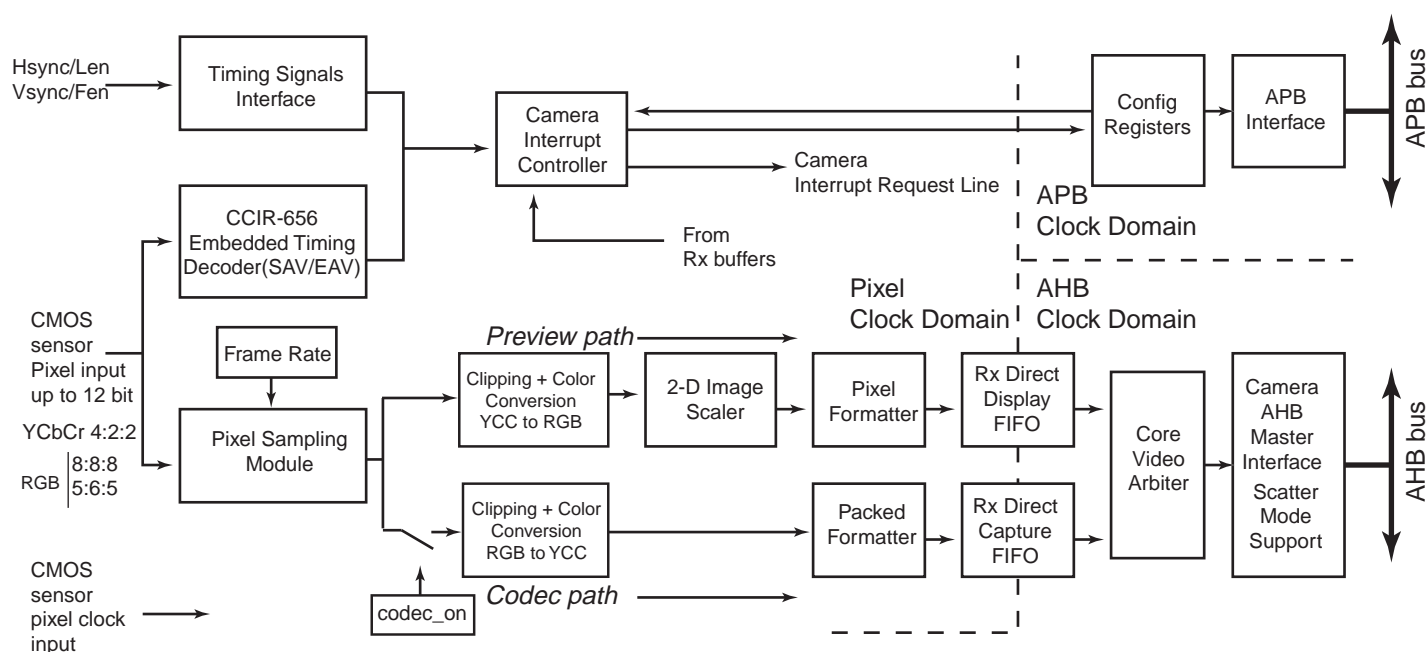 Hsync/Len
Vsync/Fen
Timing Signals
Interface
CCIR-656
Embedded Timing
Decoder(SAV/EAV)
Camera
Interrupt
Controller
Camera
Interrupt Request Line
From
Rx buffers
Config
Registers
APB
Interface
APB bus
APB
Clock Domain
Pixel
Clock Domain
AHB
Clock Domain
CMOS
sensor
Pixel input
up to 12 bit
YCbCr 4:2:2
RGB
8:8:8
5:6:5
Frame Rate
Pixel Sampling
Module
Preview path
Clipping + Color
Conversion
YCC to RGB
2-D Image
Scaler
Pixel
Formatter
Rx Direct
Display
FIFO
Core
Video
Arbiter
Camera
AHB
Master
Interface
Scatter
Mode
Support
AHB bus
Clipping + Color
Conversion
RGB to YCC
Packed
Formatter
Rx Direct
Capture
FIFO
Codec path
codec_on
CMOS
sensor
pixel clock
input